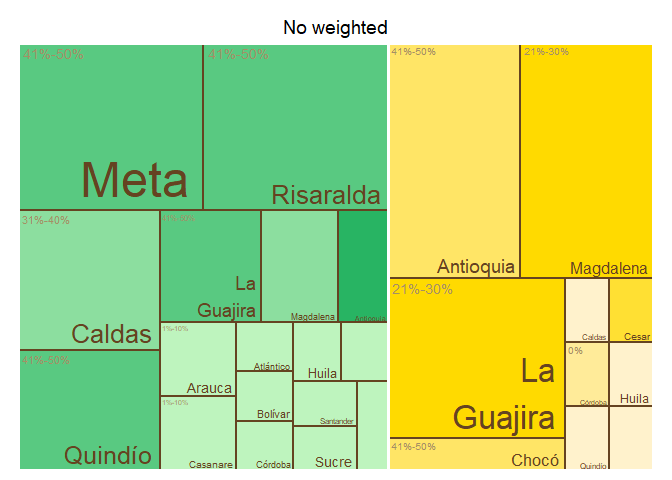 No weighted
41%-50%
Meta
41%-50%
Risaralda
31%-40%
Caldas
41%-50%
Quindío
41%-50%
La
Guajira
Magdalena
Antioquia
1%-10%
Arauca
1%-10%
Casanare
Atlántico
Bolívar
Córdoba
Huila
Santander
Sucre
41%-50%
Antioquia
21%-30%
Magdalena
21%-30%
La
Guajira
41%-50%
Chocó
Caldas
Cesar
0%
Córdoba
Huila
Quindío